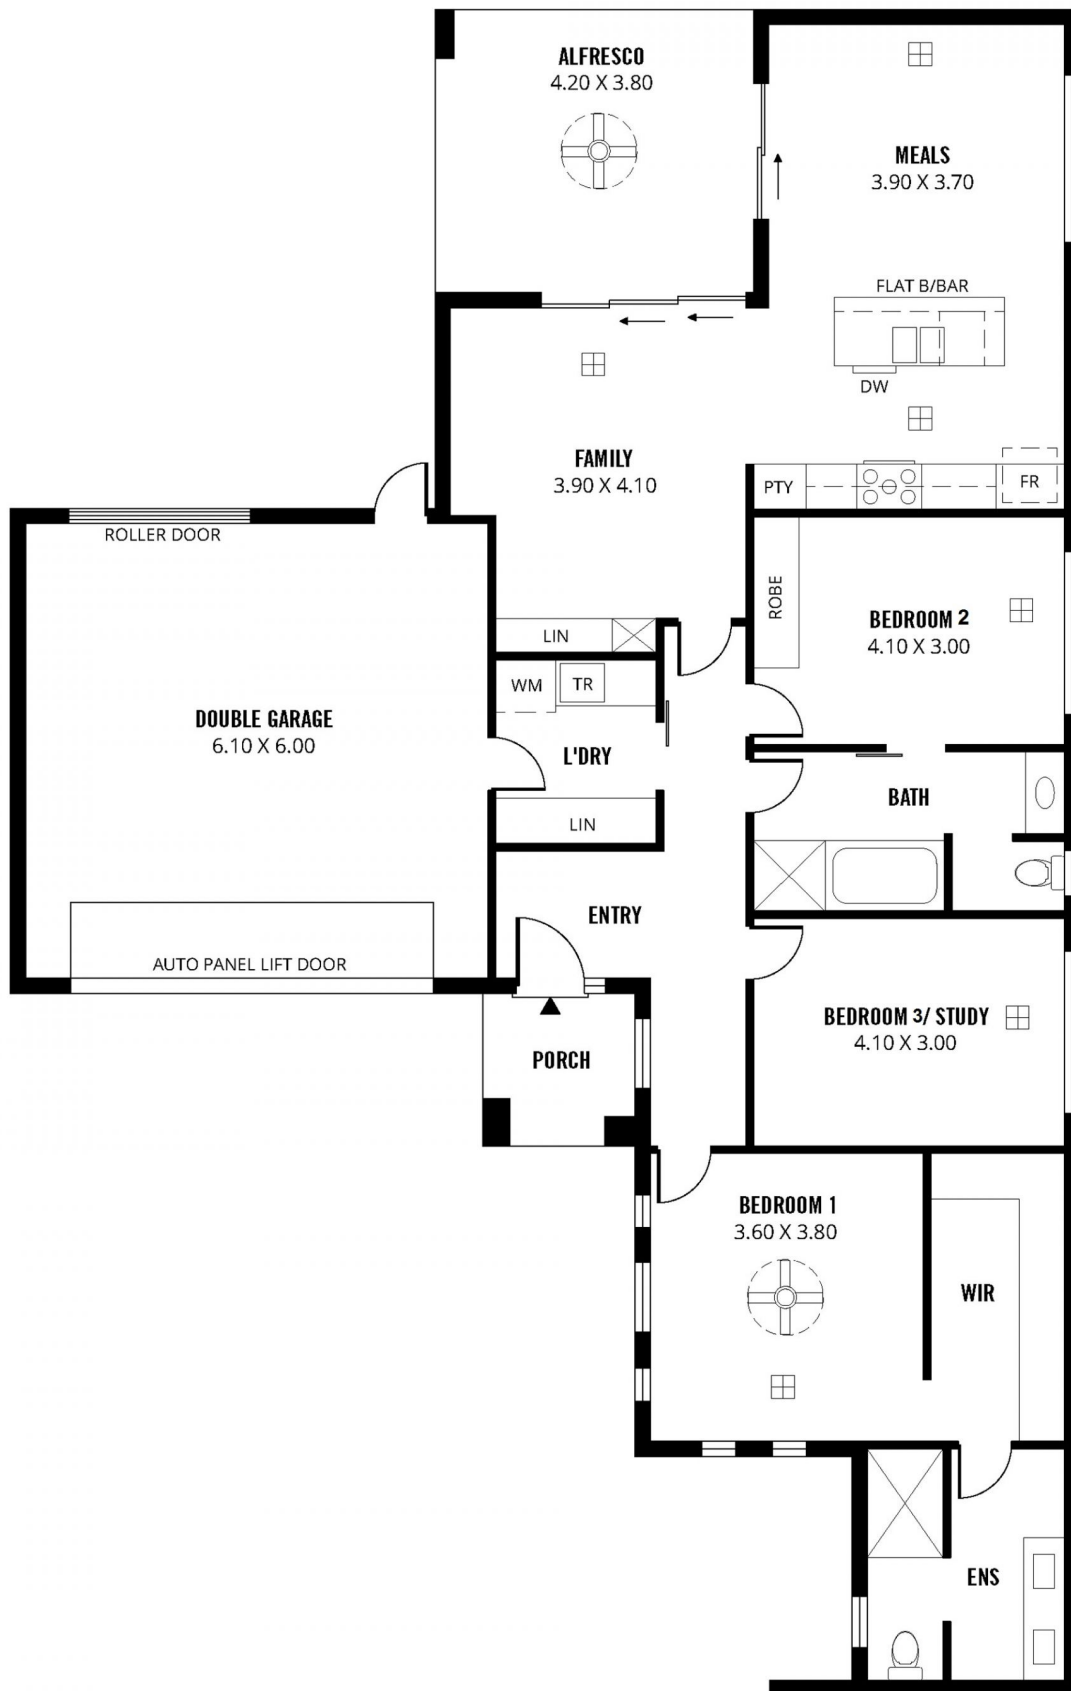 ALFRESCO
4.20 X 3.80
MEALS
3.90 X 3.70
FLAT B/BAR
DW
FAMILY
3.90 X 4.10
PTY
FR
ROLLER DOOR
ROBE
BEDROOM 2
4.10 X 3.00
LIN
WM
TR
DOUBLE GARAGE
6.10 X 6.00
L'DRY
BATH
LIN
ENTRY
AUTO PANEL LIFT DOOR
BEDROOM 3/ STUDY
4.10 X 3.00
PORCH
BEDROOM 1
3.60 X 3.80
WIR
ENS